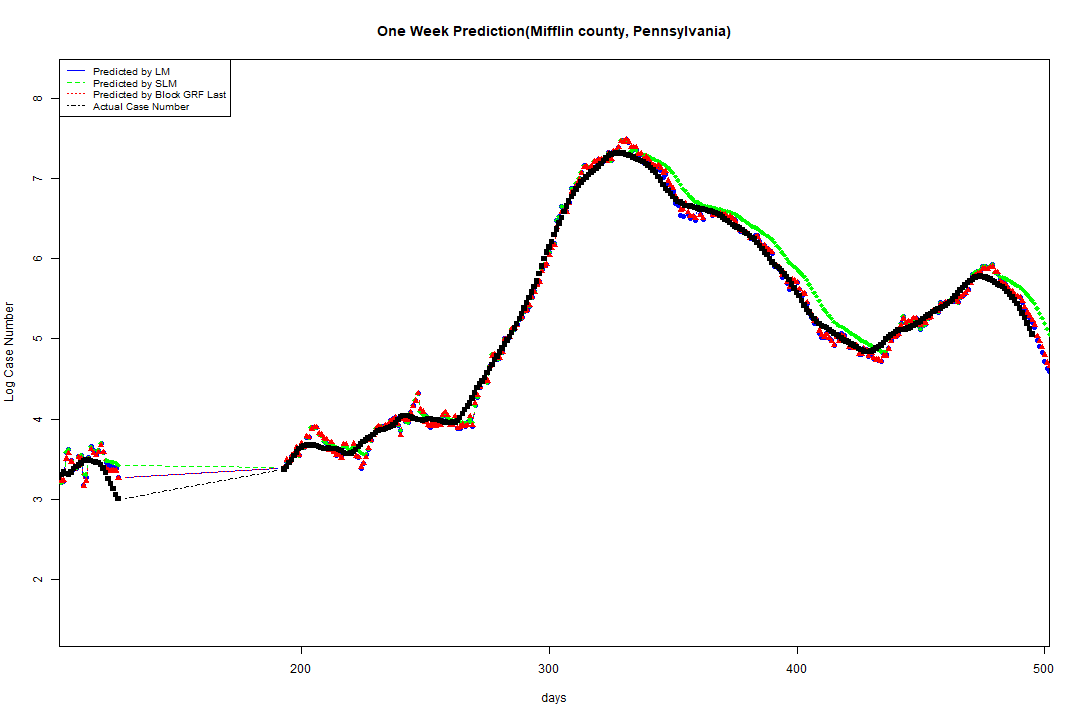 One Week Prediction(Mifflin county, Pennsylvania)
Predicted by LM
Predicted by SLM
Predicted by Block GRF Last
Actual Case Number
8
7
6
5
4
3
2
Log Case Number
200 300 400 500
days